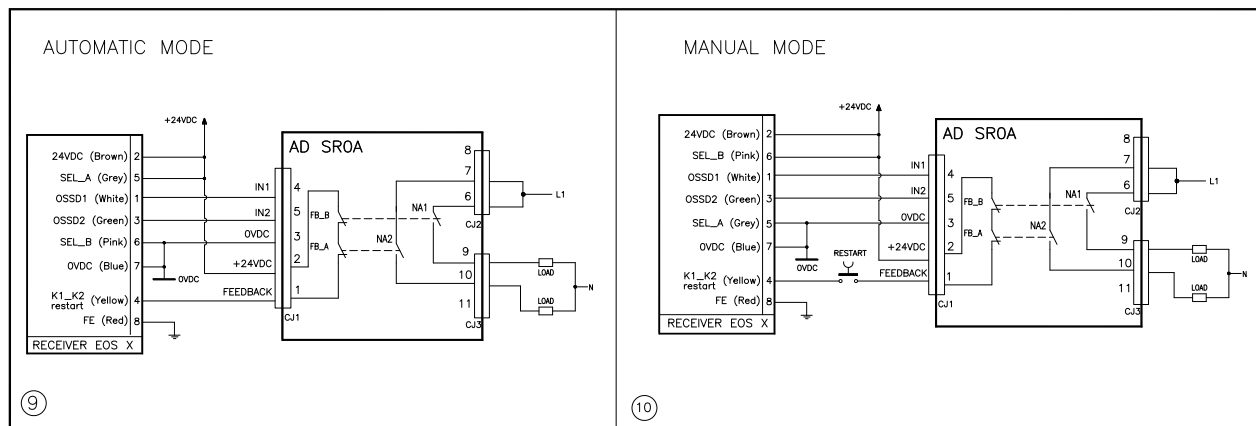 AUTOMATIC MODE
+24VDC
24VDC (Brown) 2
SEL_A (Grey) 5
OSSD1 (White) 1
OSSD2 (Green) 3
SEL_B (Pink) 6
0VDC (Blue) 7
K1_K2 restart (Yellow) 4
FE (Red) 8
RECEIVER EOS X
0VDC
IN1
IN2
0VDC
+24VDC
FEEDBACK
AD SR0A
4
5
3
2
1
CJ1
FB_B
FB_A
NA1
NA2
8
7
6
CJ2
9
10
11
CJ3
L1
LOAD
LOAD
N
9
MANUAL MODE
+24VDC
24VDC (Brown) 2
SEL_B (Pink) 6
OSSD1 (White) 1
OSSD2 (Green) 3
SEL_A (Grey) 5
0VDC (Blue) 7
K1_K2 restart (Yellow) 4
FE (Red) 8
RECEIVER EOS X
0VDC
RESTART
IN1
IN2
0VDC
+24VDC
FEEDBACK
AD SR0A
4
5
3
2
1
CJ1
FB_B
FB_A
NA1
NA2
8
7
6
CJ2
9
10
11
CJ3
L1
LOAD
LOAD
N
10